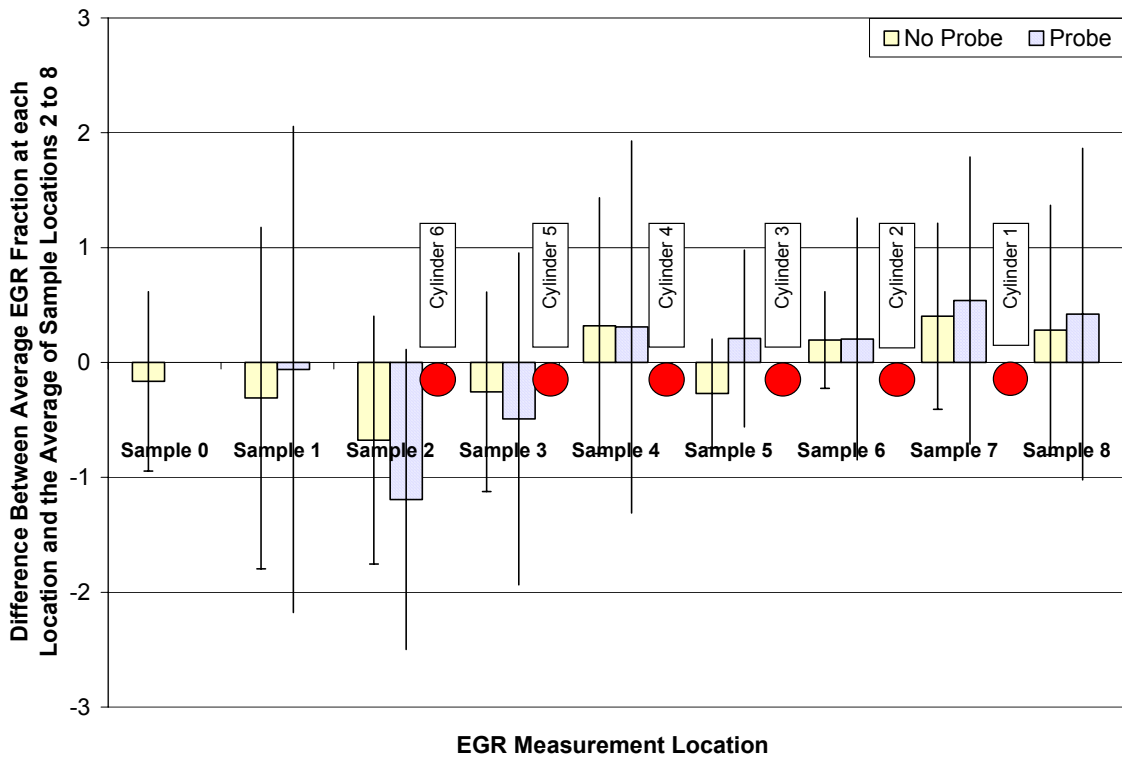 Difference Between Average EGR Fraction at each
Location and the Average of Sample Locations 2 to 8
3
2
1
0
-1
-2
-3
No Probe
Probe
Cylinder 6
Cylinder 5
Cylinder 4
Cylinder 3
Cylinder 2
Cylinder 1
Sample 0
Sample 1
Sample 2
Sample 3
Sample 4
Sample 5
Sample 6
Sample 7
Sample 8
EGR Measurement Location